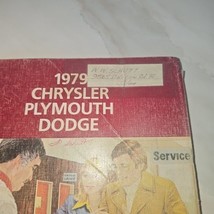 1979
CHRYSLER
PLYMOUTH
DODGE
Service